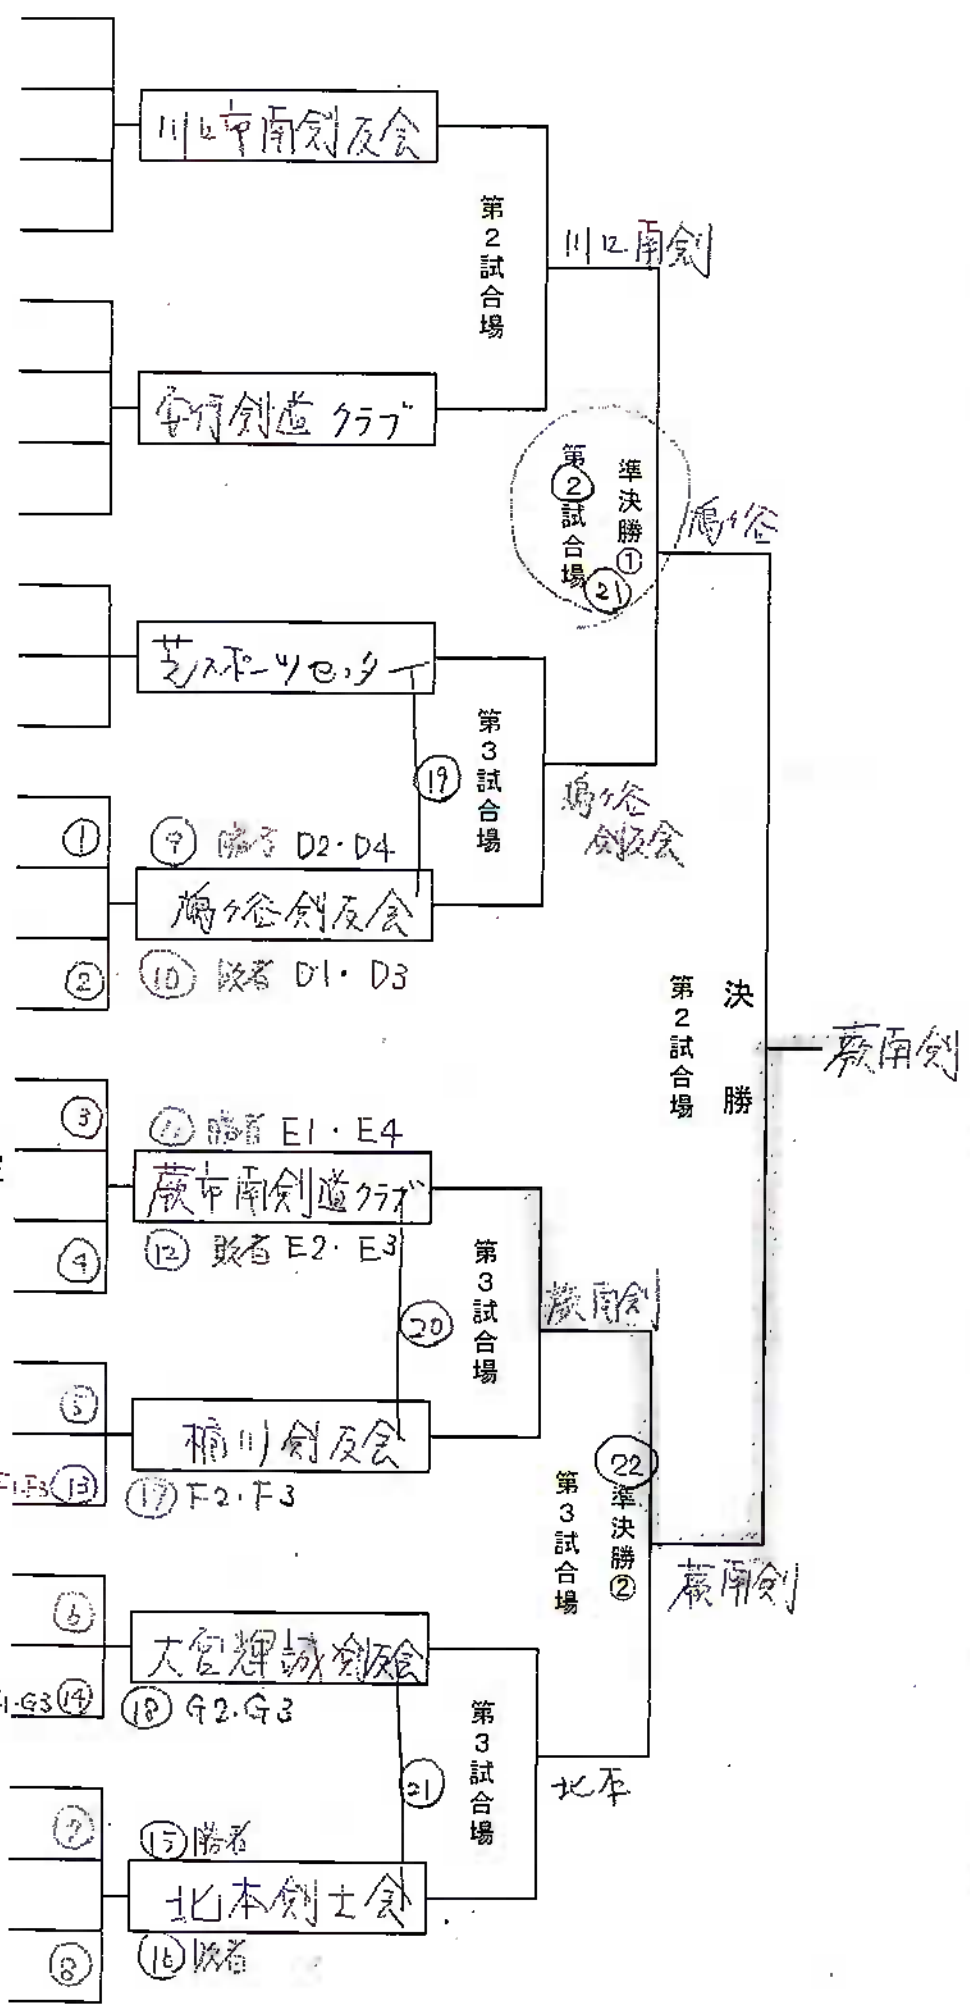 川口市南剣友会
第2試合場
川口南剣
安行剣道クラブ
第②試合場
準決勝①
㉑
鳩ヶ谷
芝スポーツセンター
第3試合場
⑲
鳩ヶ谷
剣友会
①
⑨ 勝者 D2・D4
鳩ヶ谷剣友会
②
⑩ 敗者 D1・D3
第2試合場
決勝
蕨南剣
③
⑪ 勝者 E1・E4
蕨市南剣道クラブ
④
⑫ 敗者 E2・E3
第3試合場
⑳
蕨南剣
⑤
桶川剣友会
F1・F3 ⑬
⑰ F2・F3
㉒
準決勝②
第3試合場
蕨南剣
⑥
大宮輝誠剣友会
1・G3 ⑭
⑱ G2・G3
第3試合場
㉑
北本
⑦
⑮ 勝者
北本剣士会
⑧
⑯ 敗者